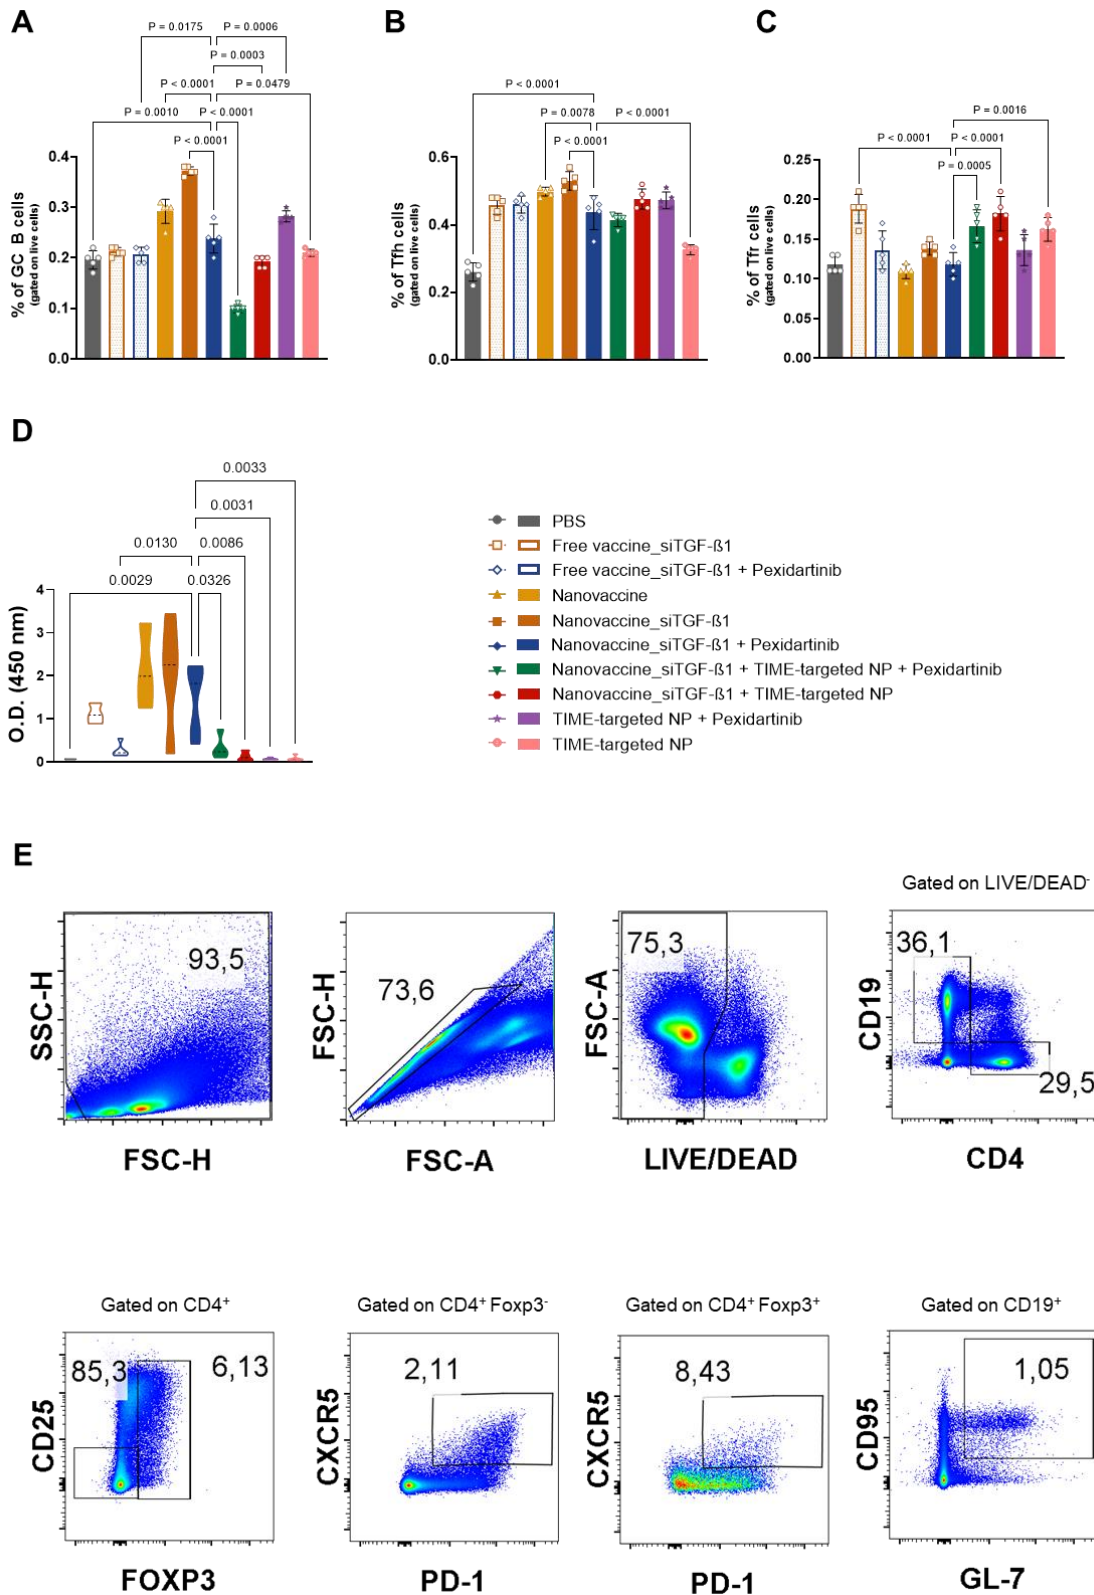 A
P = 0.0175
P = 0.0006
P = 0.0003
P < 0.0001
P = 0.0479
P = 0.0010
P < 0.0001
P < 0.0001
% of GC B cells
(gated on live cells)
0.4
0.3
0.2
0.1
0.0
B
P < 0.0001
P = 0.0078
P < 0.0001
P < 0.0001
% of Tfh cells
(gated on live cells)
0.6
0.4
0.2
0.0
C
P = 0.0016
P < 0.0001
P < 0.0001
P = 0.0005
% of Tfr cells
(gated on live cells)
0.25
0.20
0.15
0.10
0.05
0.00
D
0.0033
0.0031
0.0130
0.0086
0.0029
0.0326
O.D. (450 nm)
4
3
2
1
0
PBS
Free vaccine_siTGF-ß1
Free vaccine_siTGF-ß1 + Pexidartinib
Nanovaccine
Nanovaccine_siTGF-ß1
Nanovaccine_siTGF-ß1 + Pexidartinib
Nanovaccine_siTGF-ß1 + TIME-targeted NP + Pexidartinib
Nanovaccine_siTGF-ß1 + TIME-targeted NP
TIME-targeted NP + Pexidartinib
TIME-targeted NP
E
93,5
SSC-H
FSC-H
73,6
FSC-H
FSC-A
75,3
FSC-A
LIVE/DEAD
Gated on LIVE/DEAD⁻
36,1
29,5
CD19
CD4
Gated on CD4⁺
85,3
6,13
CD25
FOXP3
Gated on CD4⁺ Foxp3⁻
2,11
CXCR5
PD-1
Gated on CD4⁺ Foxp3⁺
8,43
CXCR5
PD-1
Gated on CD19⁺
1,05
CD95
GL-7